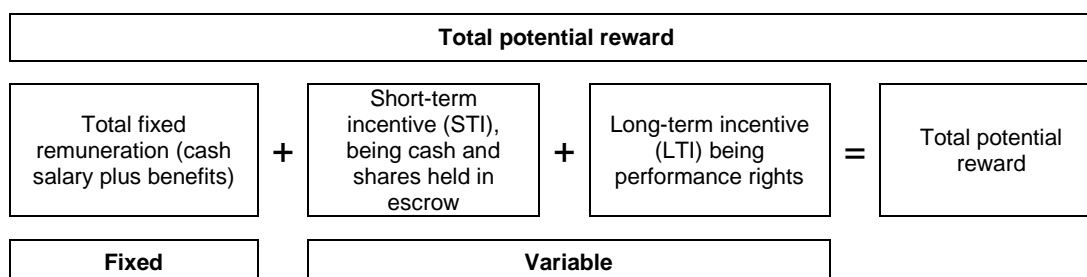 Total potential reward
Total fixed
remuneration (cash
salary plus benefits)
+
Short-term
incentive (STI),
being cash and
shares held in
escrow
+
Long-term incentive
(LTI) being
performance rights
=
Total potential
reward
Fixed
Variable